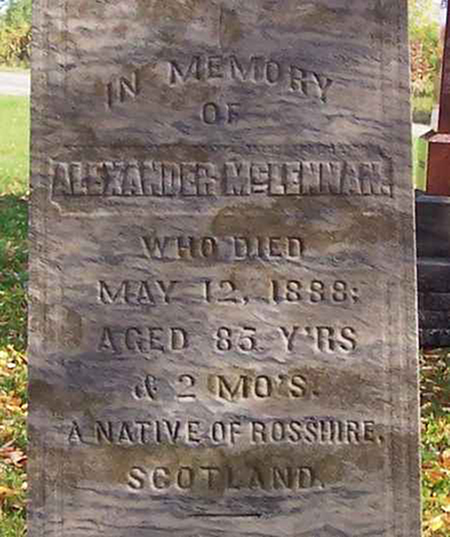 IN MEMORY
OF
ALEXANDER McLENNAN.
WHO DIED
MAY 12, 1888;
AGED 85 Y'RS
& 2 MO'S.
A NATIVE OF ROSSHIRE,
SCOTLAND.